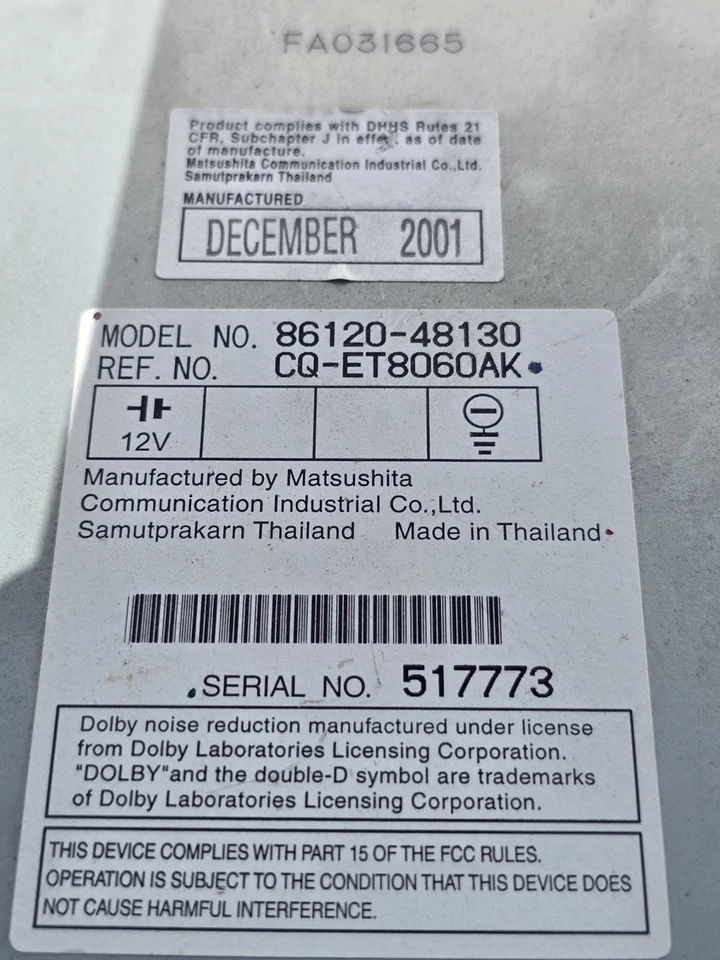 FA031665
Product complies with DHHS Rules 21
CFR, Subchapter J in effect. as of date
of manufacture.
Matsushita Communication Industrial Co.,Ltd.
Samutprakarn Thailand
MANUFACTURED
DECEMBER 2001
MODEL NO. 86120-48130
REF. NO. CQ-ET8060AK
12V
Manufactured by Matsushita
Communication Industrial Co.,Ltd.
Samutprakarn Thailand Made in Thailand
SERIAL NO. 517773
Dolby noise reduction manufactured under license
from Dolby Laboratories Licensing Corporation.
"DOLBY"and the double-D symbol are trademarks
of Dolby Laboratories Licensing Corporation.
THIS DEVICE COMPLIES WITH PART 15 OF THE FCC RULES.
OPERATION IS SUBJECT TO THE CONDITION THAT THIS DEVICE DOES
NOT CAUSE HARMFUL INTERFERENCE.